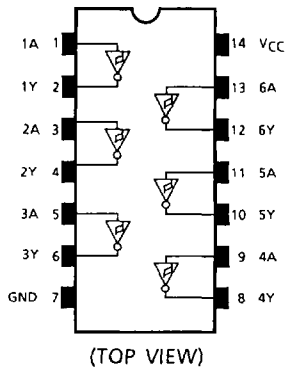 1A 1
1Y 2
2A 3
2Y 4
3A 5
3Y 6
GND 7
14 VCC
13 6A
12 6Y
11 5A
10 5Y
9 4A
8 4Y
(TOP VIEW)